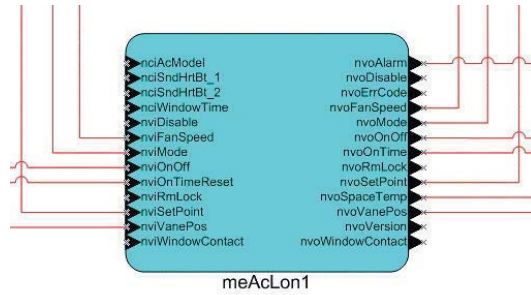 nciAcModel nvoAlarm
nciSndHrtBt_1 nvoDisable
nciSndHrtBt_2 nvoErrCode
nciWindowTime nvoFanSpeed
nviDisable nvoMode
nviFanSpeed nvoOnOff
nviMode nvoOnTime
nviOnOff nvoRmLock
nviOnTimeReset nvoSetPoint
nviRmLock nvoSpaceTemp
nviSetPoint nvoVanePos
nviVanePos nvoVersion
nviWindowContact nvoWindowContact
meAcLon1